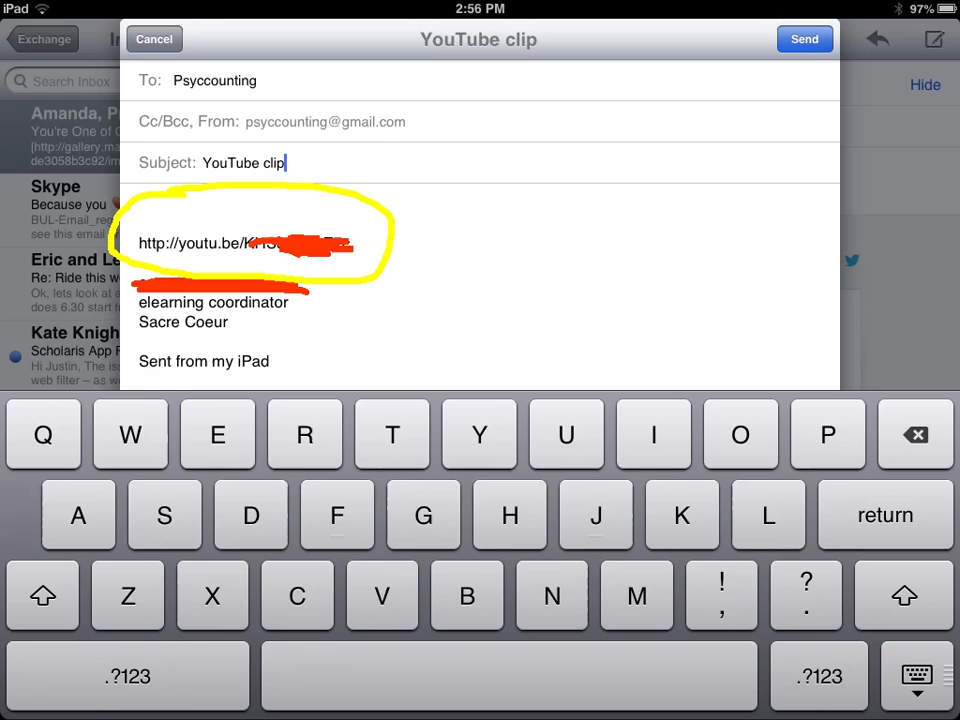 iPad 2:56 PM 97%
Exchange
Cancel YouTube clip Send
Search Inbox
To: Psyccounting
Hide
Amanda,
You're One of
[http://gallery.ma
de3058b3c92/im
Cc/Bcc, From: psyccounting@gmail.com
Subject: YouTube clip
Skype
Because you
BUL-Email_reg
see this email
http://youtu.be/
Eric and Le
Re: Ride this w
Ok, lets look at
does 6.30 start
elearning coordinator
Sacre Coeur
Kate Knigh
Scholaris App F
Hi Justin, The iss
web filter – as w
Sent from my iPad
Q W E R T Y U I O P
A S D F G H J K L return
Z X C V B N M ! , ? .
.?123 .?123